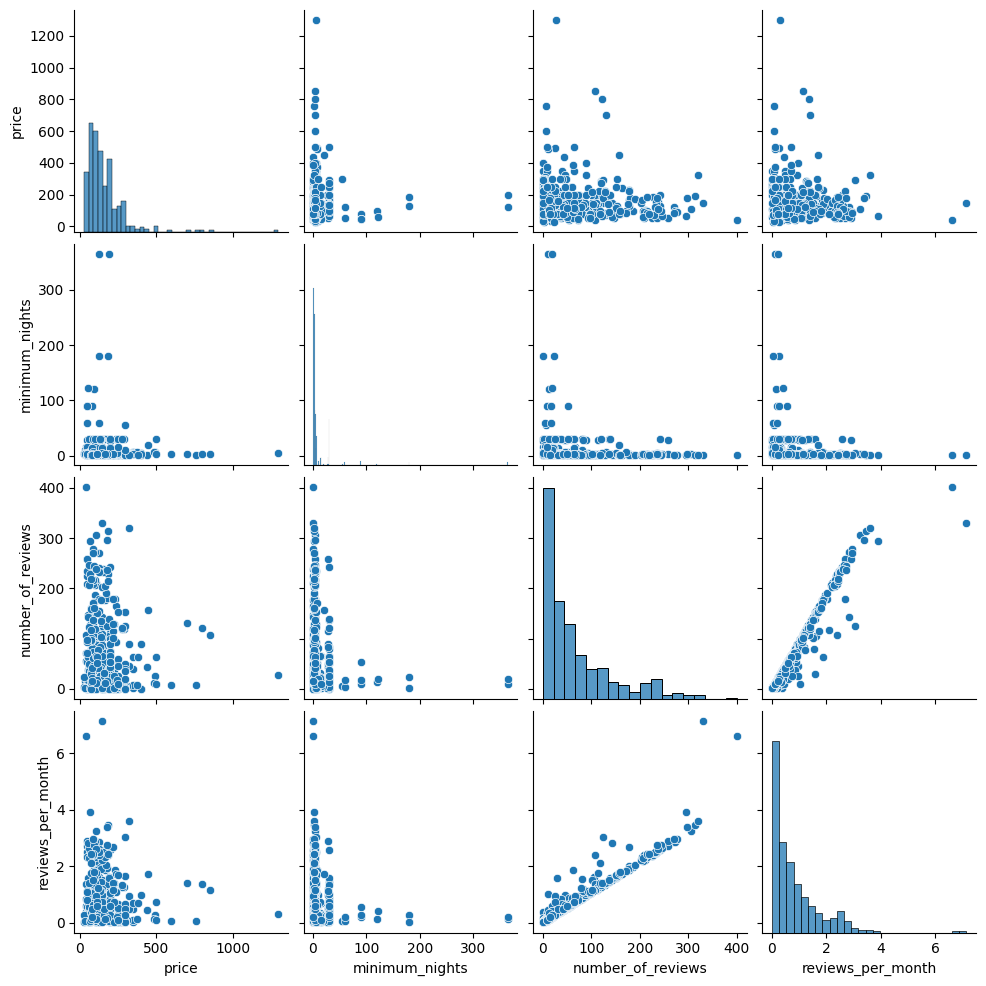 price
1200
1000
800
600
400
200
0
minimum_nights
300
200
100
0
number_of_reviews
400
300
200
100
0
reviews_per_month
6
4
2
0
0 500 1000
price
0 100 200 300
minimum_nights
0 100 200 300 400
number_of_reviews
0 2 4 6
reviews_per_month